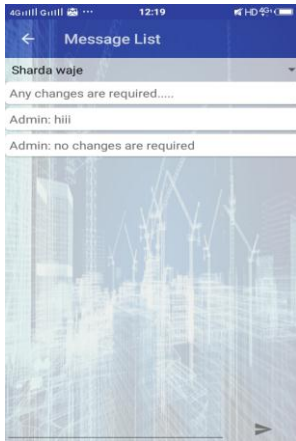 4G 12:19 HD 4G
Message List
Sharda waje
Any changes are required.....
Admin: hiii
Admin: no changes are required